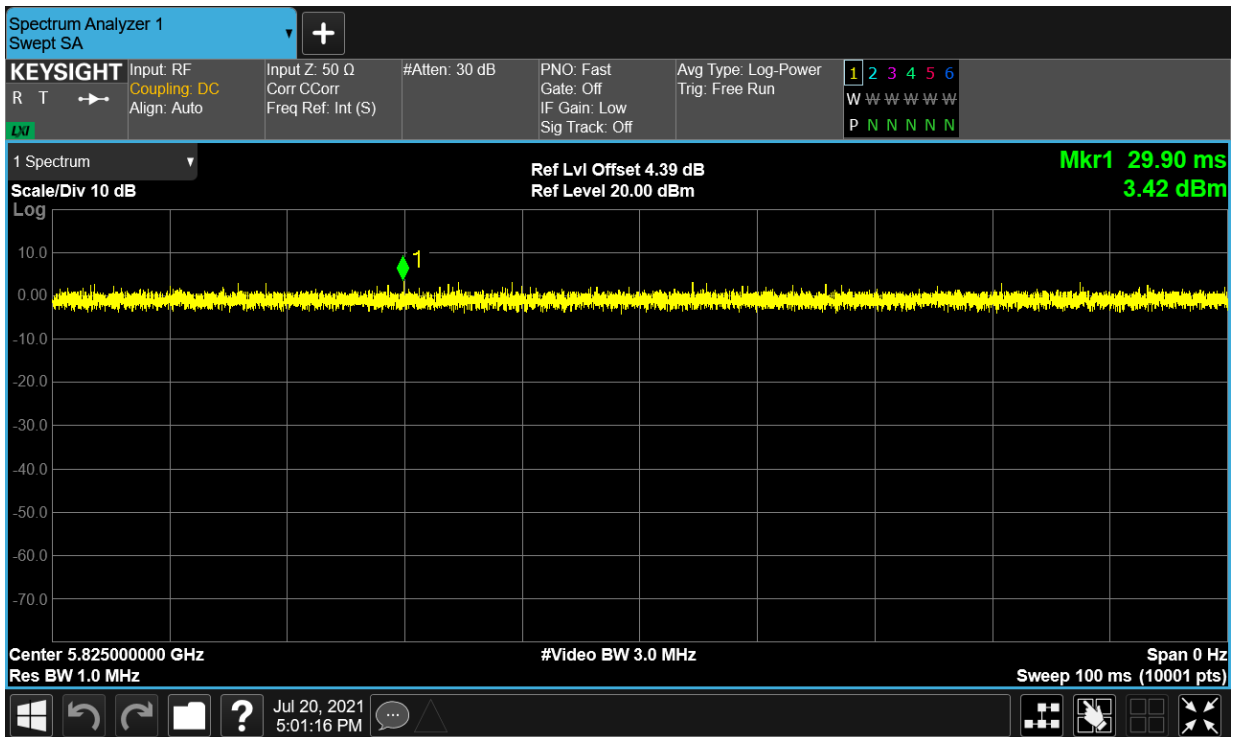 Spectrum Analyzer 1
Swept SA
+
KEYSIGHT Input: RF Input Z: 50 Ω #Atten: 30 dB PNO: Fast Avg Type: Log-Power 1 2 3 4 5 6
R T Coupling: DC Corr CCorr Gate: Off Trig: Free Run W W W W W W
Align: Auto Freq Ref: Int (S) IF Gain: Low
LXI Sig Track: Off P N N N N N
1 Spectrum Ref Lvl Offset 4.39 dB Mkr1 29.90 ms
Scale/Div 10 dB Ref Level 20.00 dBm 3.42 dBm
Log
10.0
1
0.00
-10.0
-20.0
-30.0
-40.0
-50.0
-60.0
-70.0
Center 5.825000000 GHz #Video BW 3.0 MHz Span 0 Hz
Res BW 1.0 MHz Sweep 100 ms (10001 pts)
? Jul 20, 2021
5:01:16 PM